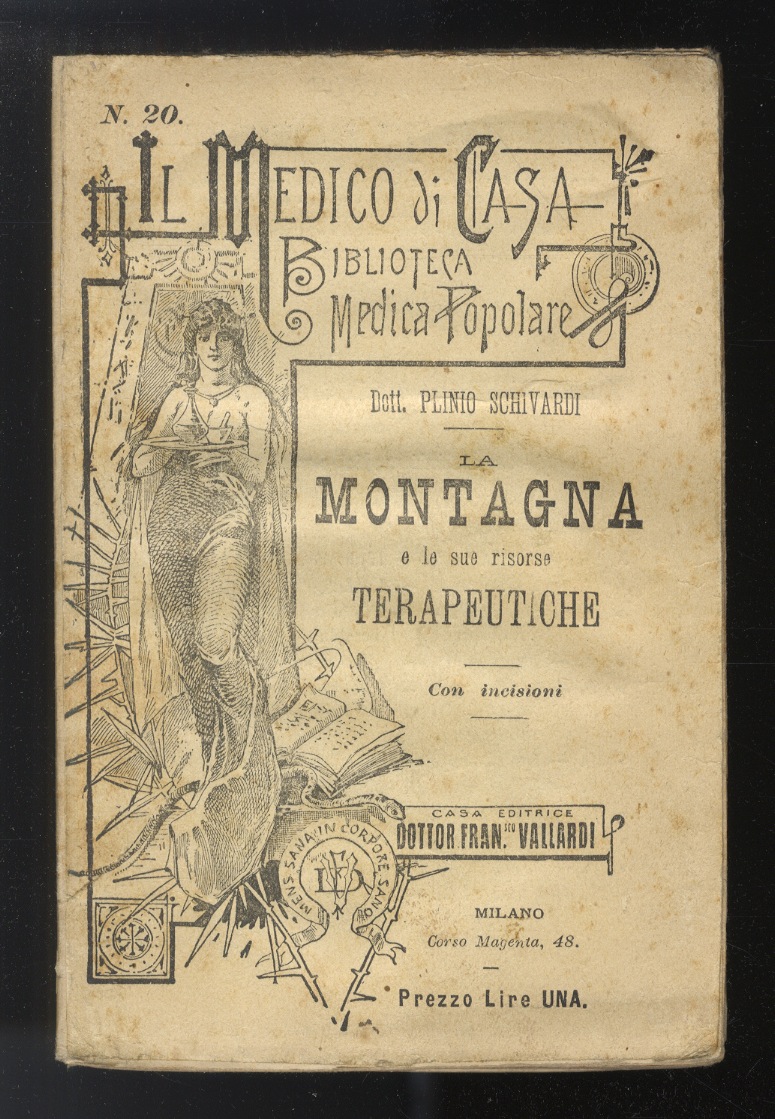 N. 20.
IL MEDICO di CASA
BIBLIOTECA
Medica Popolare
Dott. PLINIO SCHIVARDI
LA
MONTAGNA
e le sue risorse
TERAPEUTICHE
Con incisioni
CASA EDITRICE
DOTTOR FRAN.sco VALLARDI
MENS SANA IN CORPORE SANO
MILANO
Corso Magenta, 48.
Prezzo Lire UNA.